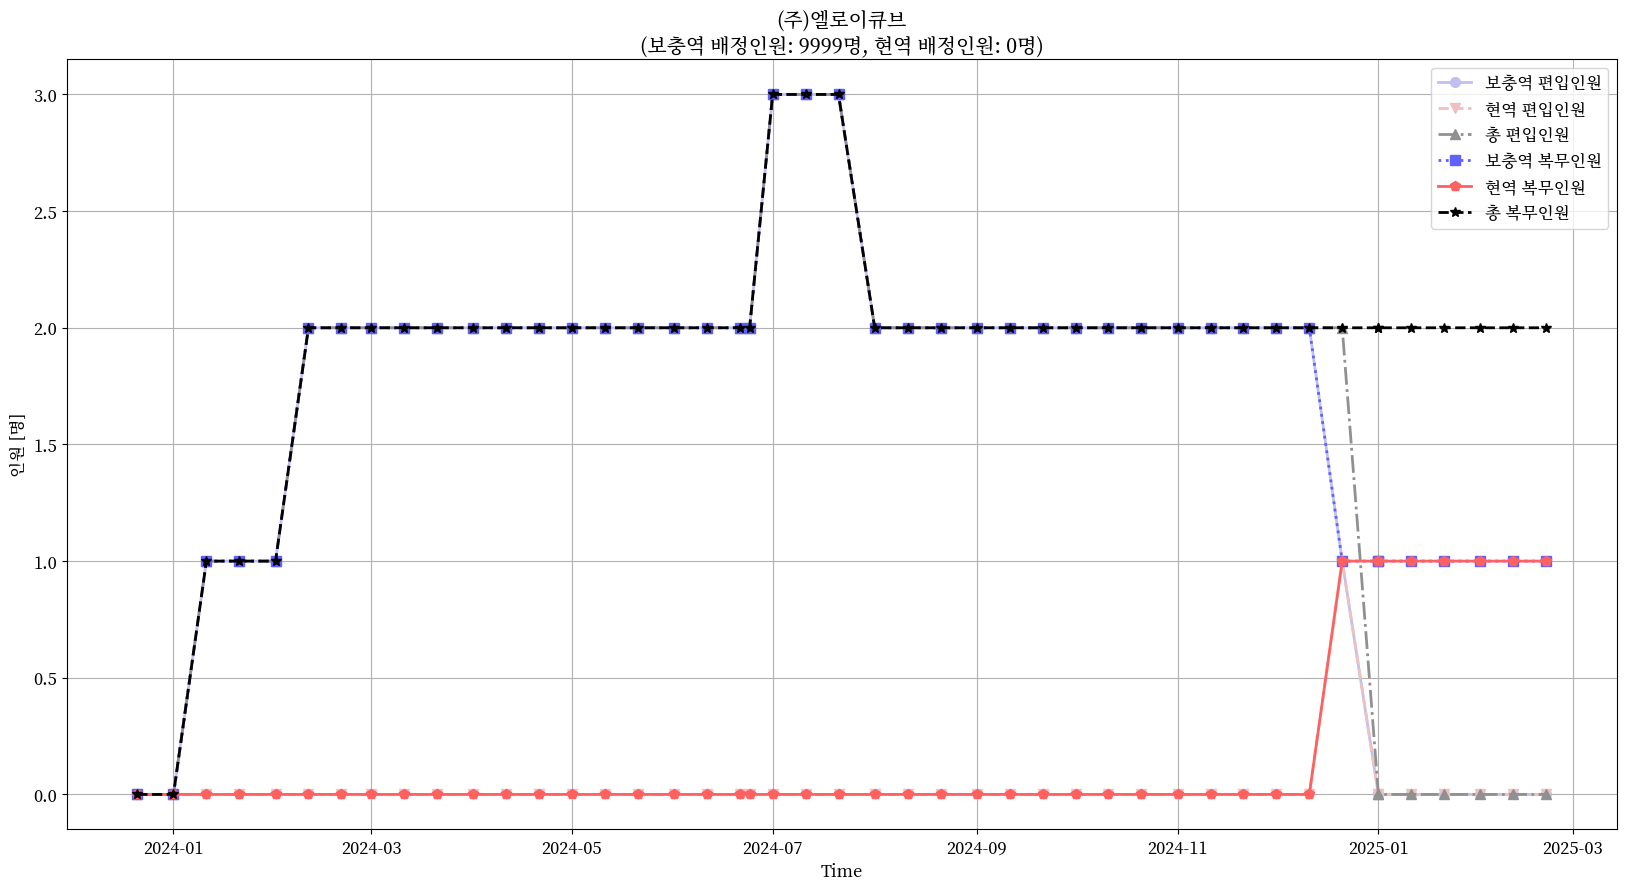 (주)엘로이큐브
(보충역 배정인원: 9999명, 현역 배정인원: 0명)
보충역 편입인원
현역 편입인원
총 편입인원
보충역 복무인원
현역 복무인원
총 복무인원
3.0
2.5
2.0
1.5
1.0
0.5
0.0
인원 [명]
2024-01
2024-03
2024-05
2024-07
2024-09
2024-11
2025-01
2025-03
Time